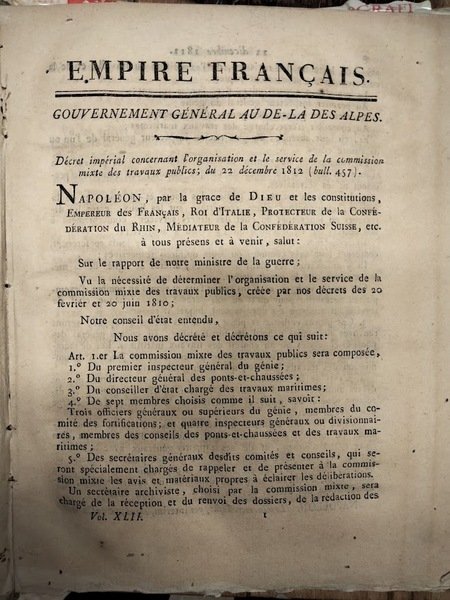 GRAFI
EMPIRE FRANÇAIS.
GOUVERNEMENT GÉNÉRAL AU DE-LÀ DES ALPES.
Décret impérial concernant l'organisation et le service de la commission
mixte des travaux publics; du 22 décembre 1812 (bull. 457).
NAPOLÉON, par la grace de DIEU et les constitutions,
EMPEREUR des FRANÇAIS, ROI d'ITALIE, PROTECTEUR de la CONFÉ-
DÉRATION du RHIN, MÉDIATEUR de la CONFÉDÉRATION SUISSE, etc.
à tous présens et à venir, salut:
Sur le rapport de notre ministre de la guerre;
Vu la nécessité de déterminer l'organisation et le service de la
commission mixte des travaux publics, créée par nos décrets des 20
février et 20 juin 1810;
Notre conseil d'état entendu,
Nous avons décrété et décrétons ce qui suit:
Art. 1.er La commission mixte des travaux publics sera composée,
1.º Du premier inspecteur général du génie;
2.º Du directeur général des ponts-et-chaussées;
3.º Du conseiller d'état chargé des travaux maritimes;
4.º De sept membres choisis comme il suit, savoir:
Trois officiers généraux ou supérieurs du génie, membres du co-
mité des fortifications; et quatre inspecteurs généraux ou divisionnai-
res, membres des conseils des ponts-et-chaussées et des travaux ma-
ritimes;
5.º Des secrétaires généraux desdits comités et conseils, qui se-
ront spécialement chargés de rappeler et de présenter à la commis-
sion mixte les avis et matériaux propres à éclairer les délibérations.
Un secrétaire archiviste, choisi par la commission mixte, sera
chargé de la réception et du renvoi des dossiers, de la rédaction des
Vol. XLII. 1